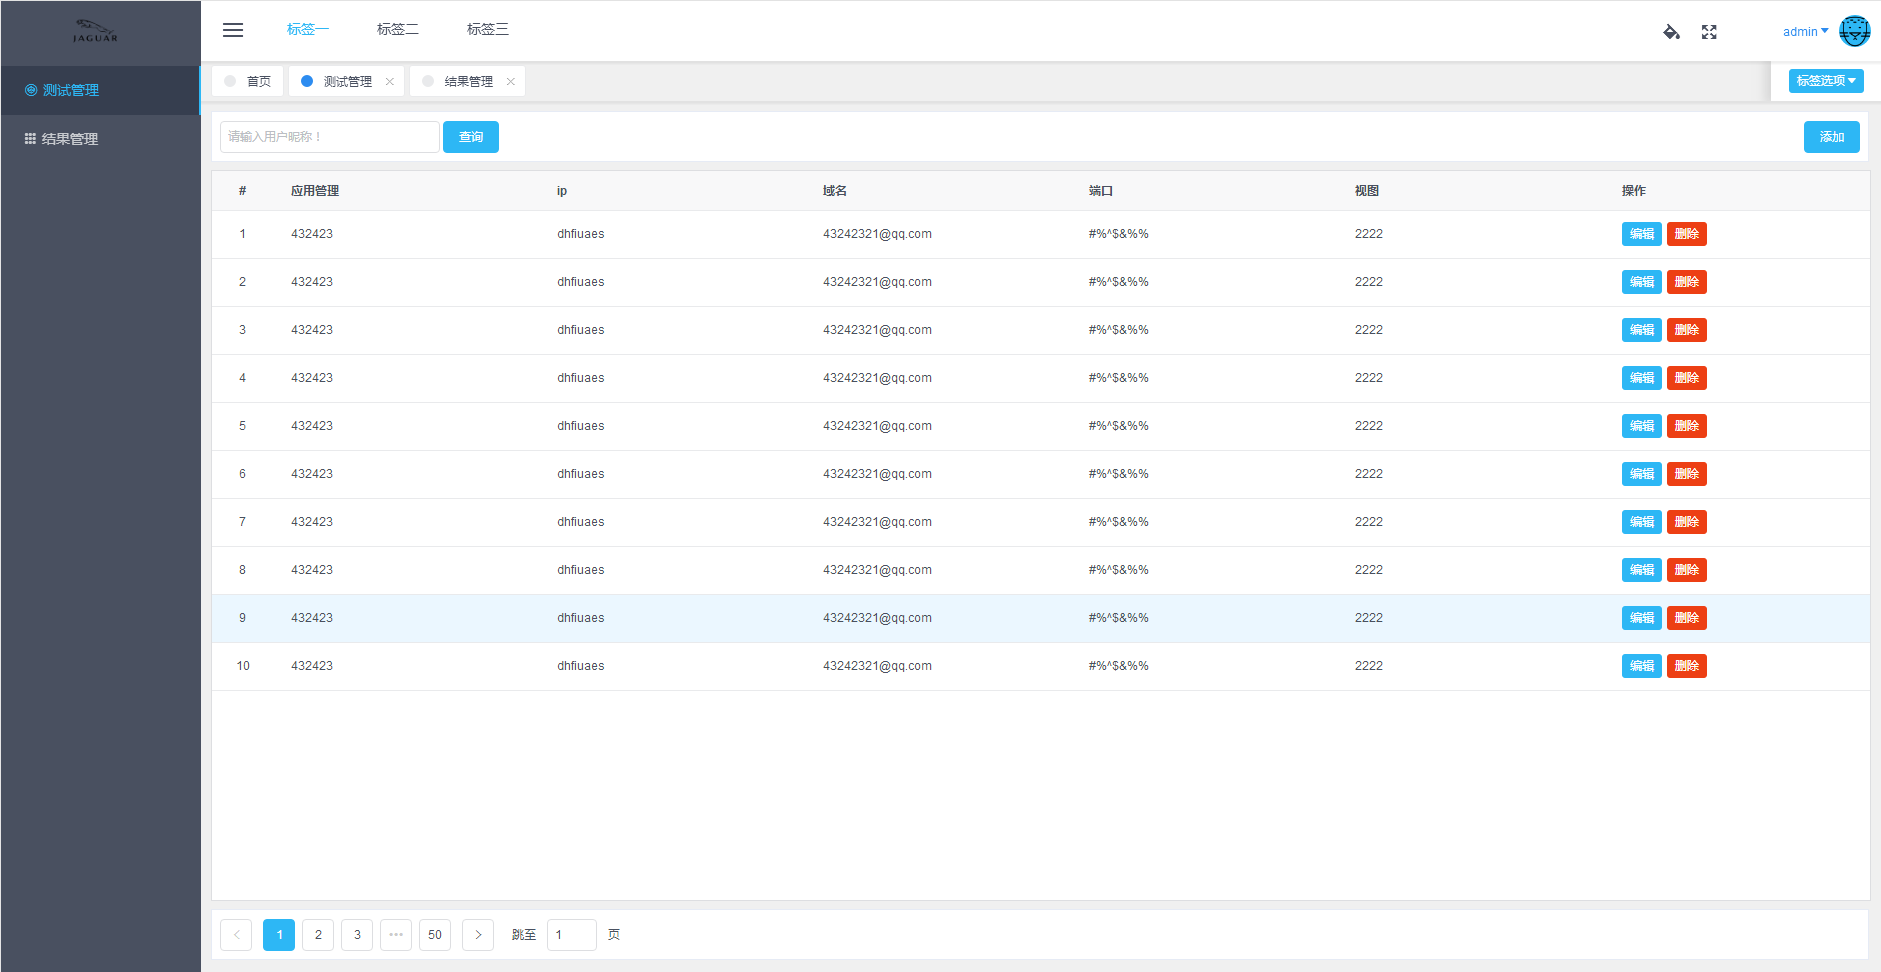 JAGUAR
标签一 标签二 标签三
admin
测试管理
结果管理
首页 测试管理 结果管理 标签选项
请输入用户昵称！ 查询 添加
# 应用管理 ip 域名 端口 视图 操作
1 432423 dhfiuaes 43242321@qq.com #%^$&%% 2222 编辑 删除
2 432423 dhfiuaes 43242321@qq.com #%^$&%% 2222 编辑 删除
3 432423 dhfiuaes 43242321@qq.com #%^$&%% 2222 编辑 删除
4 432423 dhfiuaes 43242321@qq.com #%^$&%% 2222 编辑 删除
5 432423 dhfiuaes 43242321@qq.com #%^$&%% 2222 编辑 删除
6 432423 dhfiuaes 43242321@qq.com #%^$&%% 2222 编辑 删除
7 432423 dhfiuaes 43242321@qq.com #%^$&%% 2222 编辑 删除
8 432423 dhfiuaes 43242321@qq.com #%^$&%% 2222 编辑 删除
9 432423 dhfiuaes 43242321@qq.com #%^$&%% 2222 编辑 删除
10 432423 dhfiuaes 43242321@qq.com #%^$&%% 2222 编辑 删除
< 1 2 3 ••• 50 > 跳至 1 页